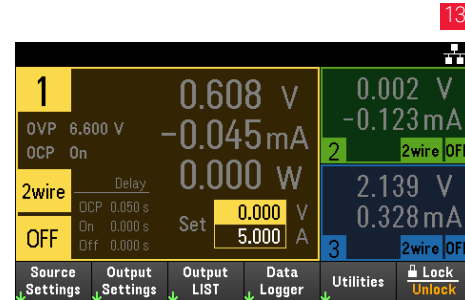 13
1
0.608 V
OVP 6.600 V
-0.045mA
OCP On
0.000 W
2wire
Delay
OCP 0.050 s
On 0.000 s
Off 0.000 s
Set
0.000 V
5.000 A
OFF
0.002 V
-0.123mA
2
2wire OFF
2.139 V
0.328mA
3
2wire OFF
Source Settings
Output Settings
Output LIST
Data Logger
Utilities
Lock
Unlock